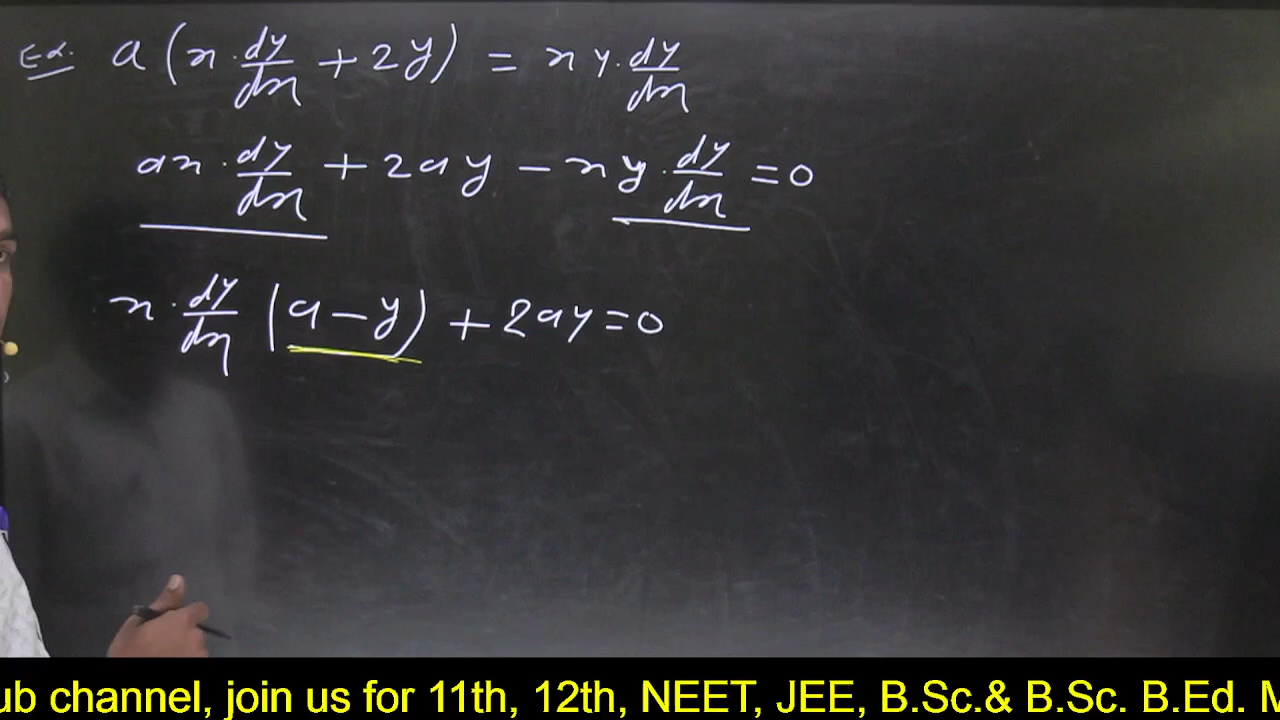 Ex. a(x·dy/dx + 2y) = xy·dy/dx
ax·dy/dx + 2ay - xy·dy/dx = 0
x·dy/dx (a-y) + 2ay = 0
ub channel, join us for 11th, 12th, NEET, JEE, B.Sc.& B.Sc. B.Ed. M